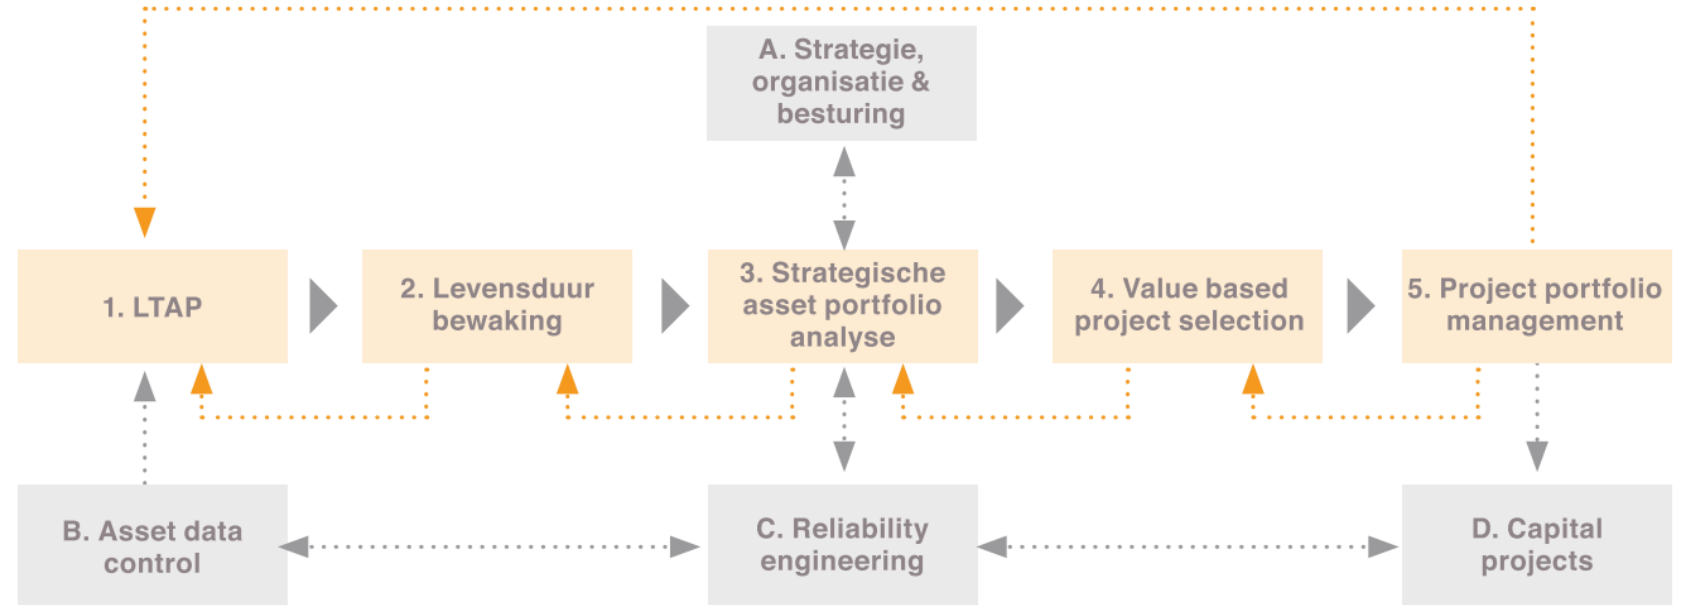 A. Strategie,
organisatie &
besturing
1. LTAP
2. Levensduur
bewaking
3. Strategische
asset portfolio
analyse
4. Value based
project selection
5. Project portfolio
management
B. Asset data
control
C. Reliability
engineering
D. Capital
projects